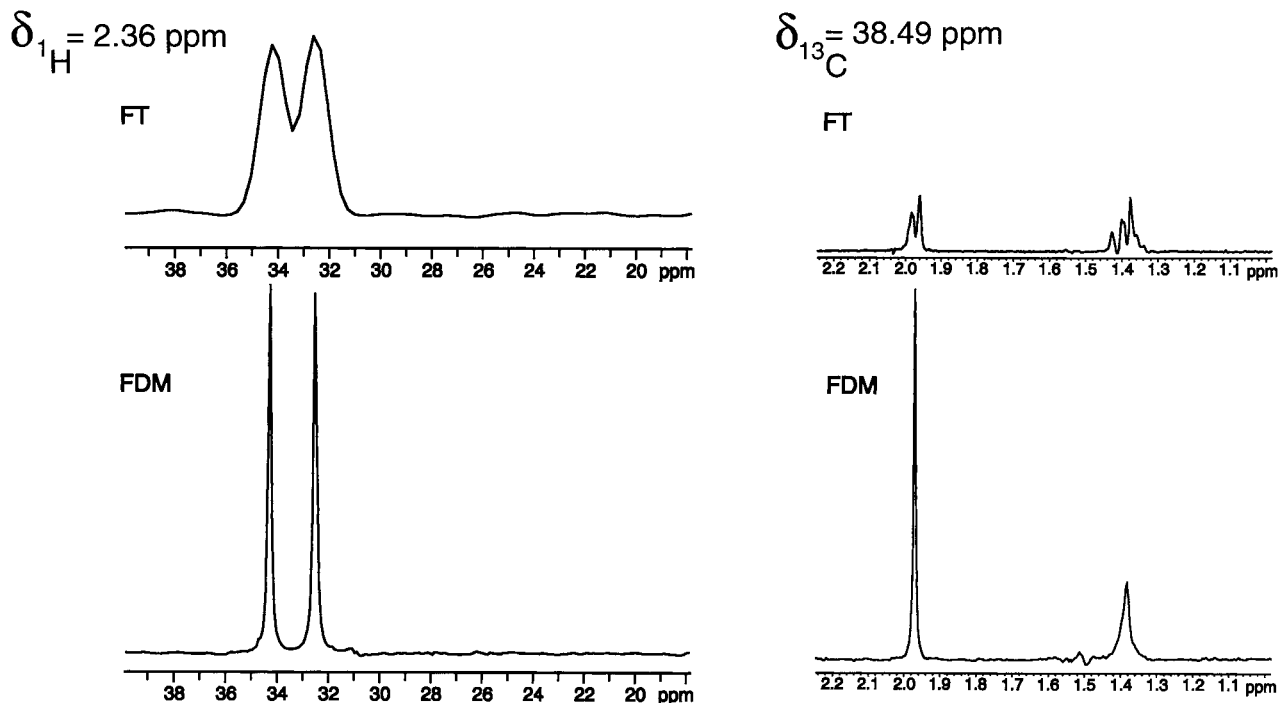 δ1H = 2.36 ppm
FT
38 36 34 32 30 28 26 24 22 20 ppm
FDM
38 36 34 32 30 28 26 24 22 20 ppm
δ13C = 38.49 ppm
FT
2.2 2.1 2.0 1.9 1.8 1.7 1.6 1.5 1.4 1.3 1.2 1.1 ppm
FDM
2.2 2.1 2.0 1.9 1.8 1.7 1.6 1.5 1.4 1.3 1.2 1.1 ppm